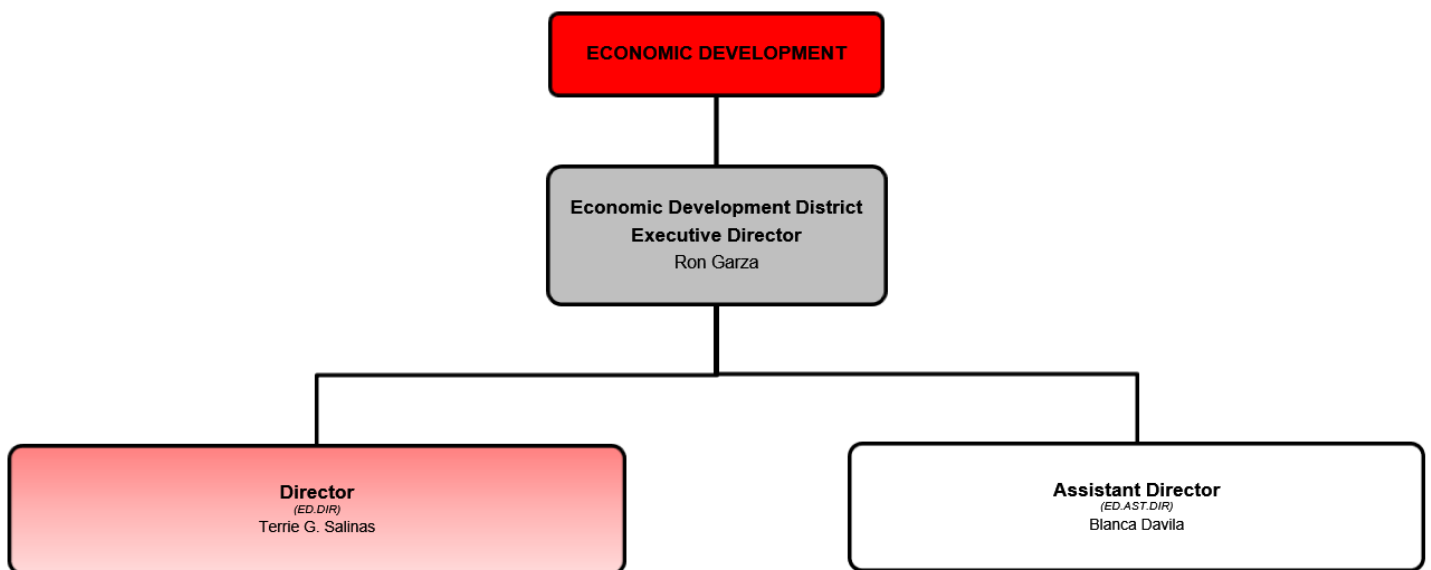 ECONOMIC DEVELOPMENT
Economic Development District
Executive Director
Ron Garza
Director
(ED.DIR)
Terrie G. Salinas
Assistant Director
(ED.AST.DIR)
Blanca Davila